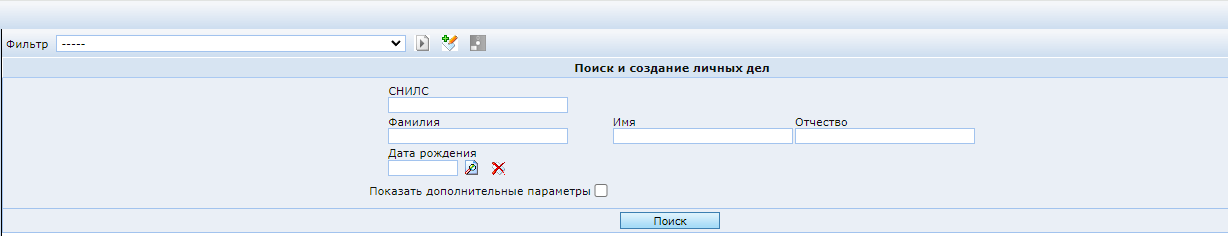 Фильтр -----
Поиск и создание личных дел
СНИЛС
Фамилия Имя Отчество
Дата рождения
Показать дополнительные параметры
Поиск